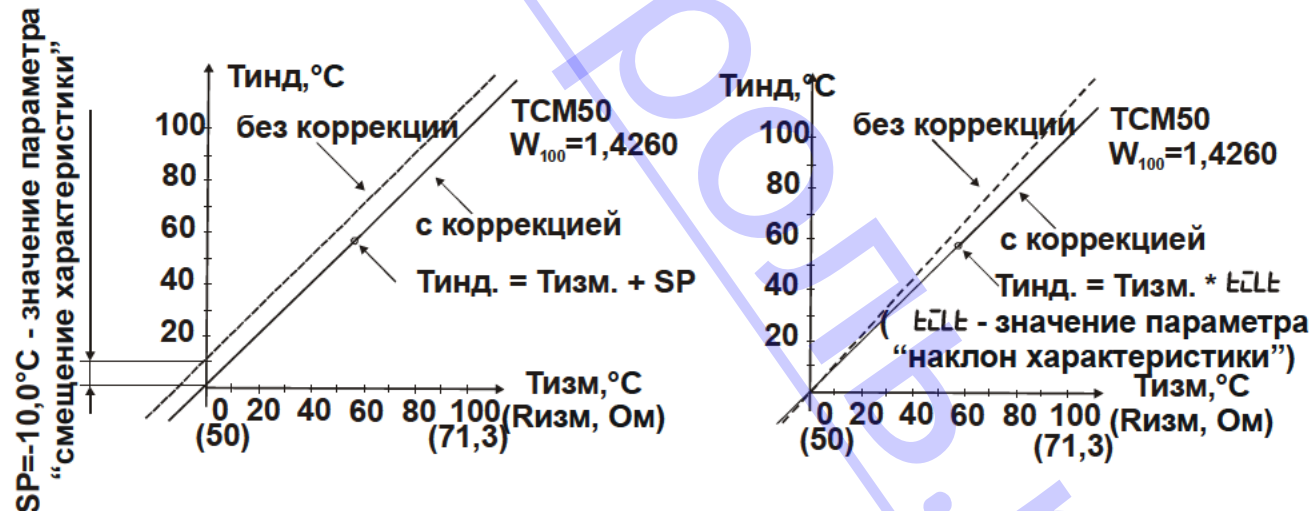 SP=-10,0°C - значение параметра
“смещение характеристики”
Тинд,°C
100
80
60
40
20
без коррекции
ТСМ50
W₁₀₀=1,4260
с коррекцией
Тинд. = Тизм. + SP
Тизм,°C
0 20 40 60 80 100 (Rизм, Ом)
(50) (71,3)
Тинд,°C
100
80
60
40
20
без коррекции
ТСМ50
W₁₀₀=1,4260
с коррекцией
Тинд. = Тизм. * tilt
( tilt - значение параметра
“наклон характеристики”)
Тизм,°C
0 20 40 60 80 100 (Rизм, Ом)
(50) (71,3)